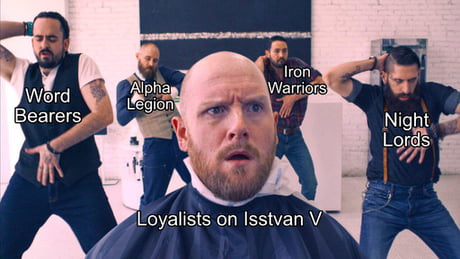 Word
Bearers
Alpha
Legion
Iron
Warriors
Night
Lords
Loyalists on Isstvan V